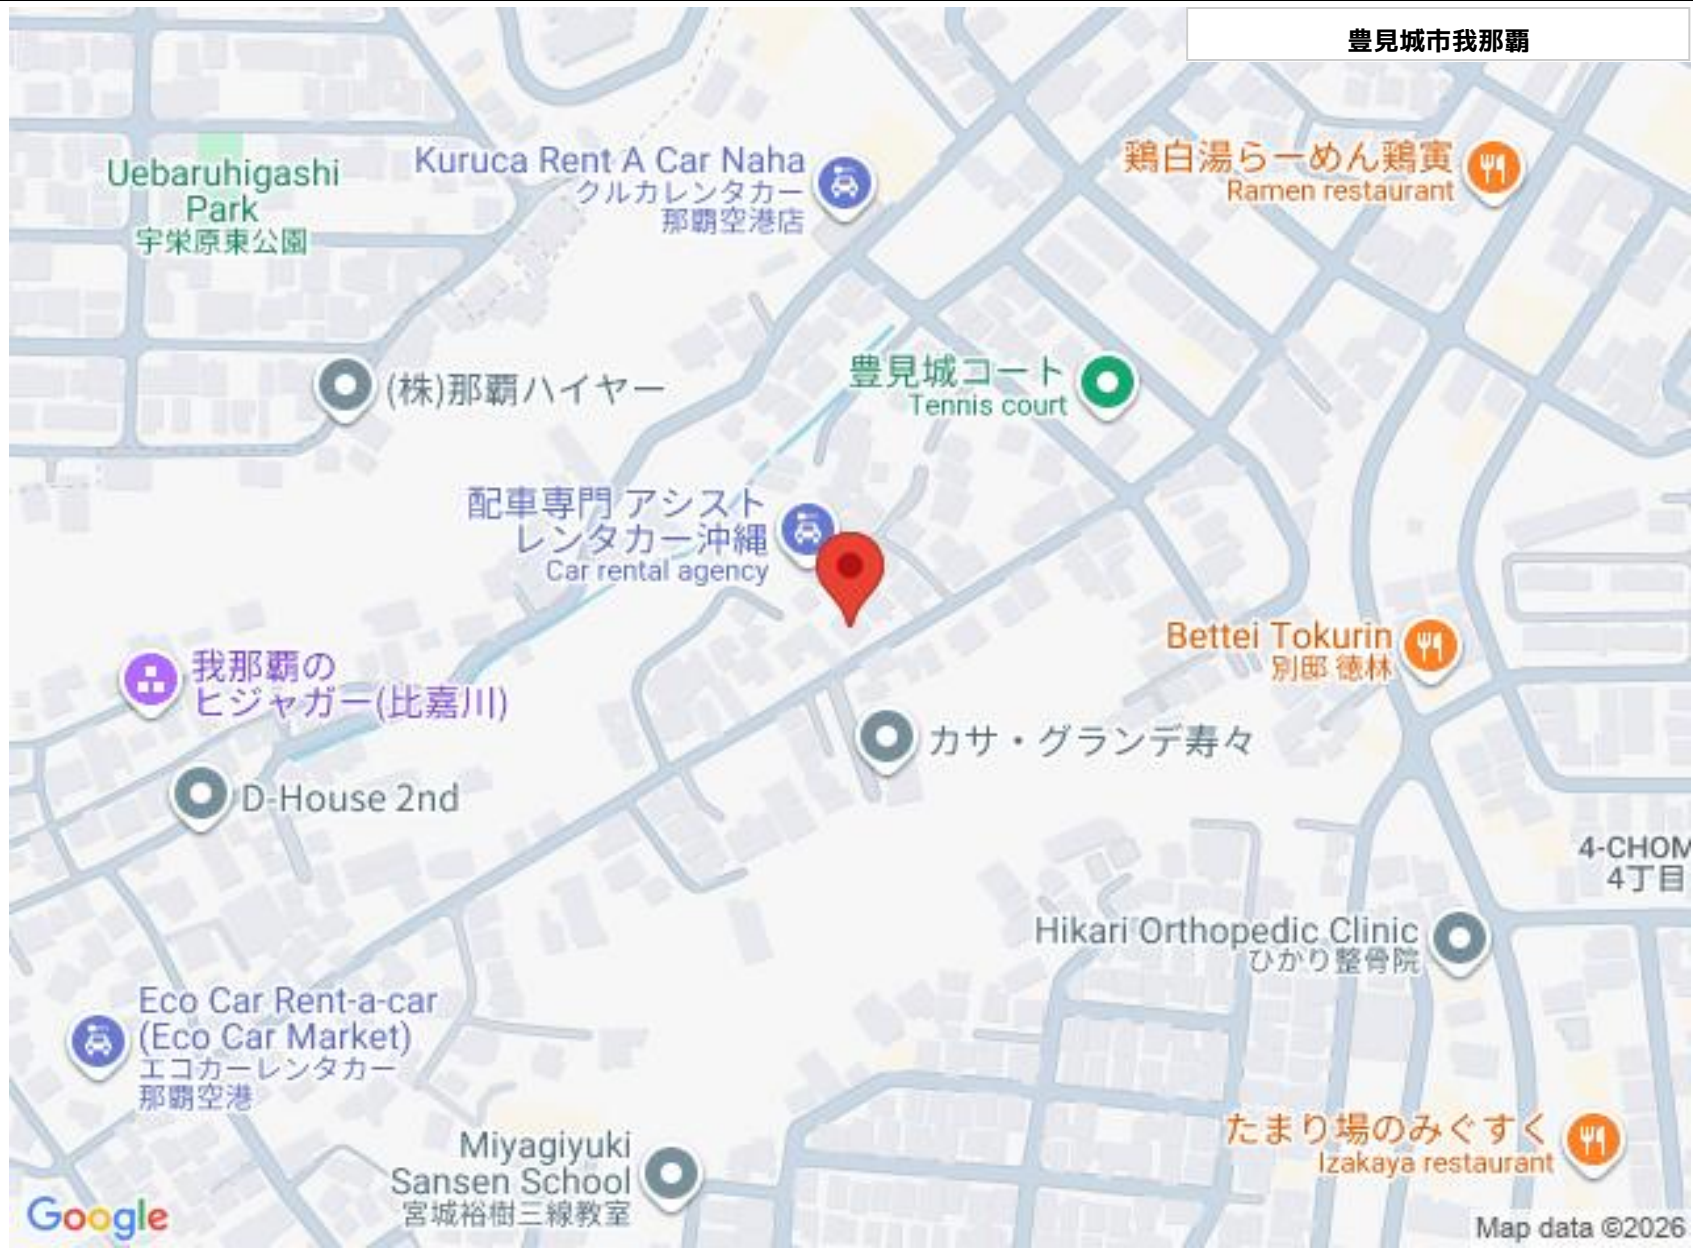 豊見城市我那覇
Uebaruhigashi
Park
宇栄原東公園
Kuruca Rent A Car Naha
クルカレンタカー
那覇空港店
鶏白湯らーめん鶏寅
Ramen restaurant
(株)那覇ハイヤー
豊見城コート
Tennis court
配車専門 アシスト
レンタカー沖縄
Car rental agency
我那覇の
ヒジャガー(比嘉川)
Bettei Tokurin
別邸 徳林
カサ・グランデ寿々
D-House 2nd
4-CHOM
4丁目
Hikari Orthopedic Clinic
ひかり整骨院
Eco Car Rent-a-car
(Eco Car Market)
エコカーレンタカー
那覇空港
Miyagiyuki
Sansen School
宮城裕樹三線教室
たまり場のみぐすく
Izakaya restaurant
Google
Map data ©2026